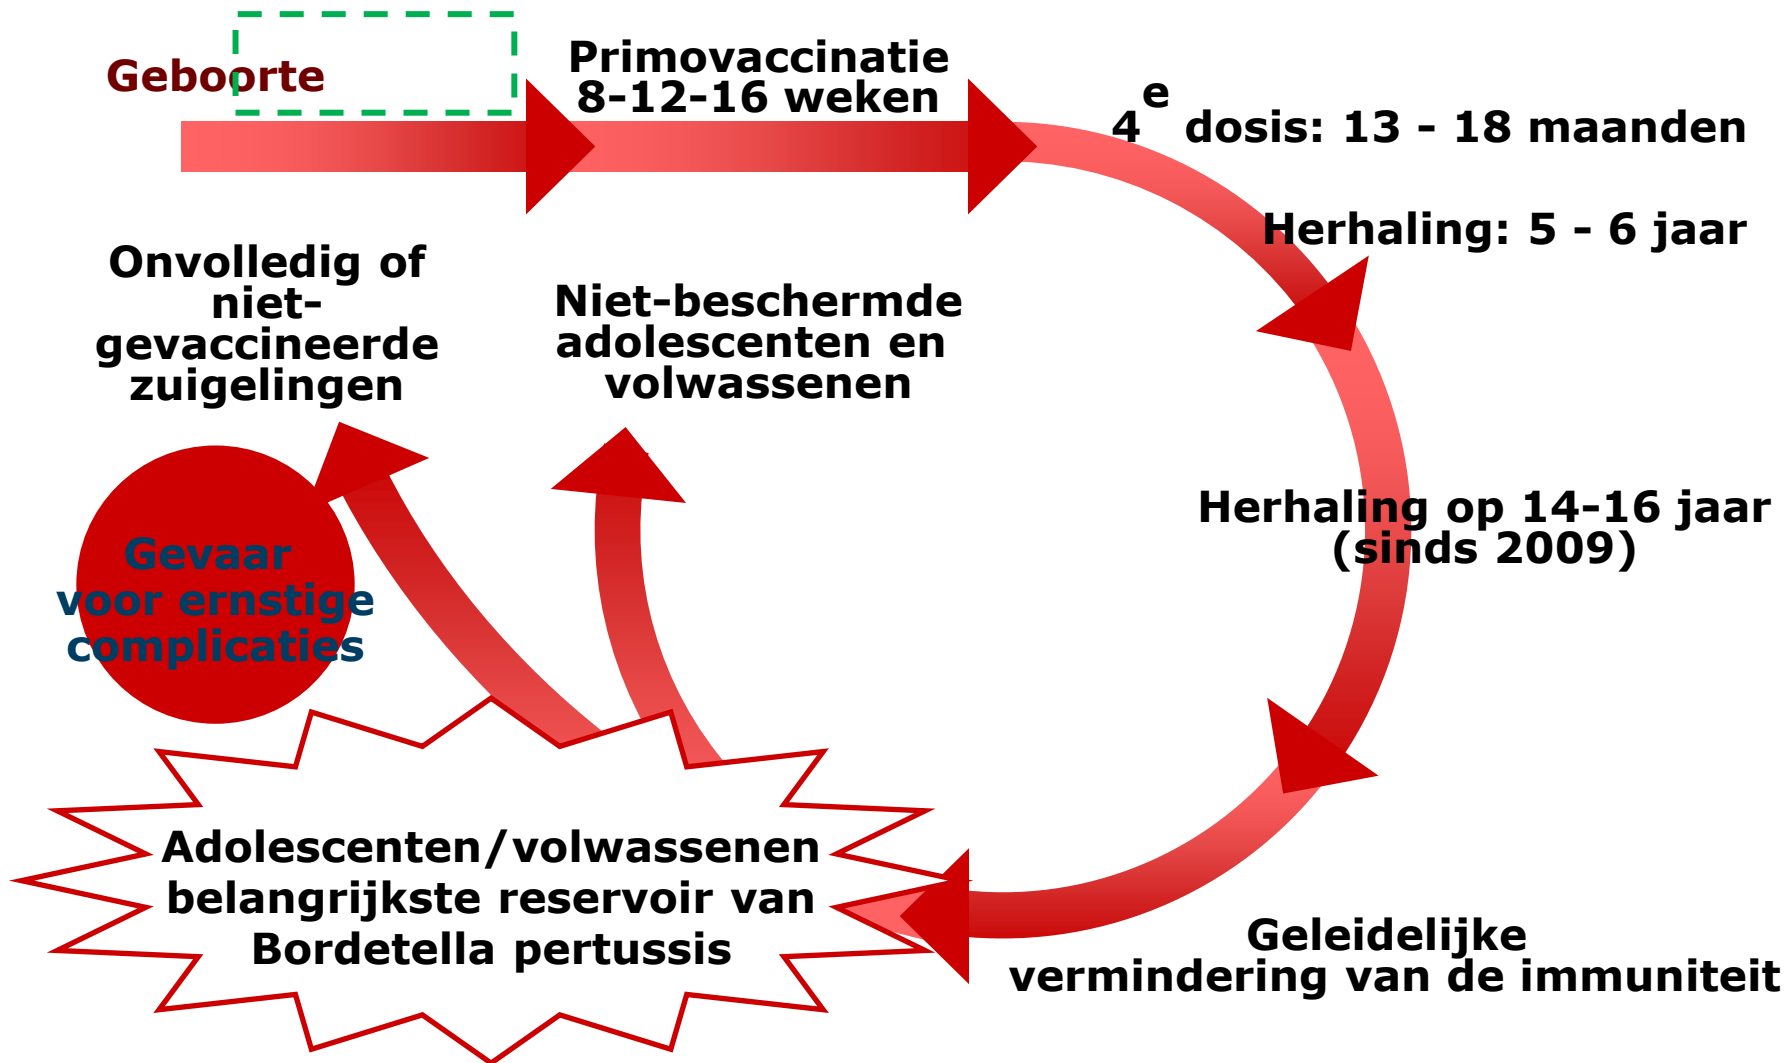 Geboorte
Primovaccinatie
8-12-16 weken
4e dosis: 13 - 18 maanden
Herhaling: 5 - 6 jaar
Onvolledig of
niet-
gevaccineerde
zuigelingen
Niet-beschermde
adolescenten en
volwassenen
Herhaling op 14-16 jaar
(sinds 2009)
Gevaar
voor ernstige
complicaties
Adolescenten/volwassenen
belangrijkste reservoir van
Bordetella pertussis
Geleidelijke
vermindering van de immuniteit